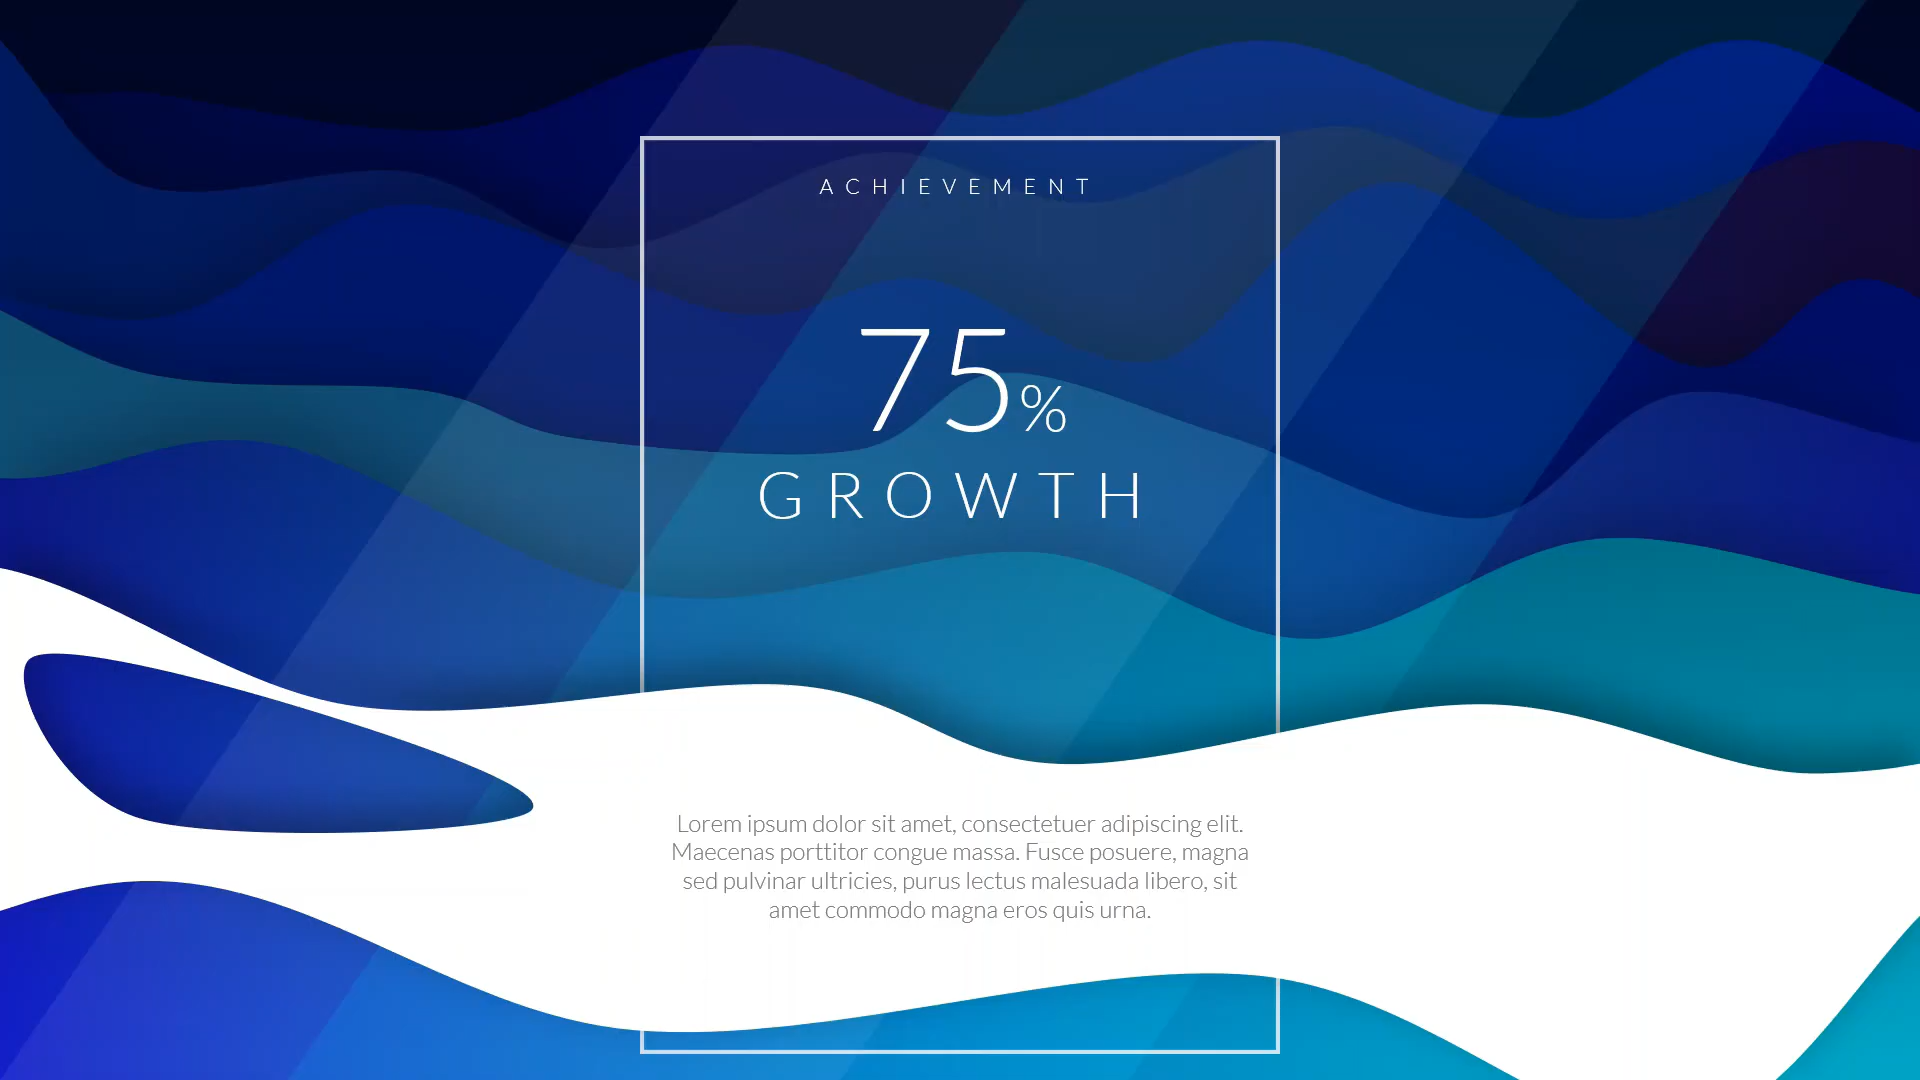 ACHIEVEMENT
75%
GROWTH
Lorem ipsum dolor sit amet, consectetuer adipiscing elit.
Maecenas porttitor congue massa. Fusce posuere, magna
sed pulvinar ultricies, purus lectus malesuada libero, sit
amet commodo magna eros quis urna.